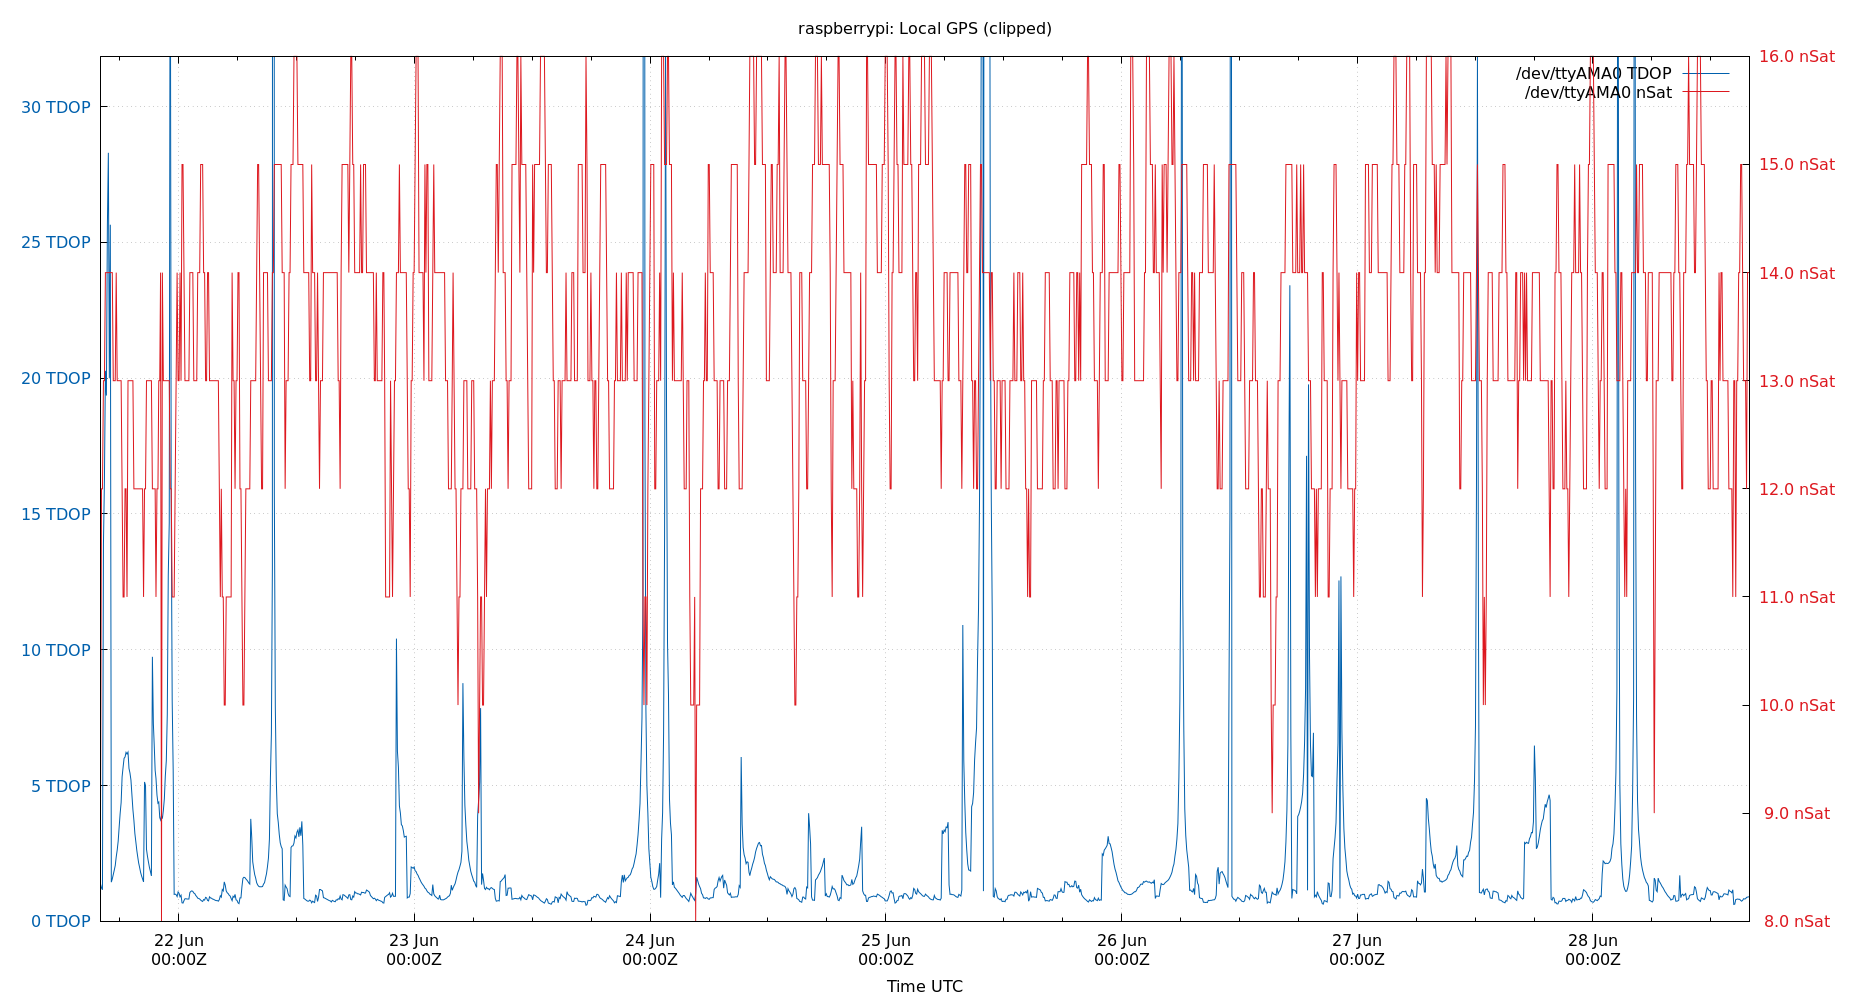 raspberrypi: Local GPS (clipped)
/dev/ttyAMA0 TDOP
/dev/ttyAMA0 nSat
30 TDOP
25 TDOP
20 TDOP
15 TDOP
10 TDOP
5 TDOP
0 TDOP
16.0 nSat
15.0 nSat
14.0 nSat
13.0 nSat
12.0 nSat
11.0 nSat
10.0 nSat
9.0 nSat
8.0 nSat
22 Jun
00:00Z
23 Jun
00:00Z
24 Jun
00:00Z
25 Jun
00:00Z
26 Jun
00:00Z
27 Jun
00:00Z
28 Jun
00:00Z
Time UTC